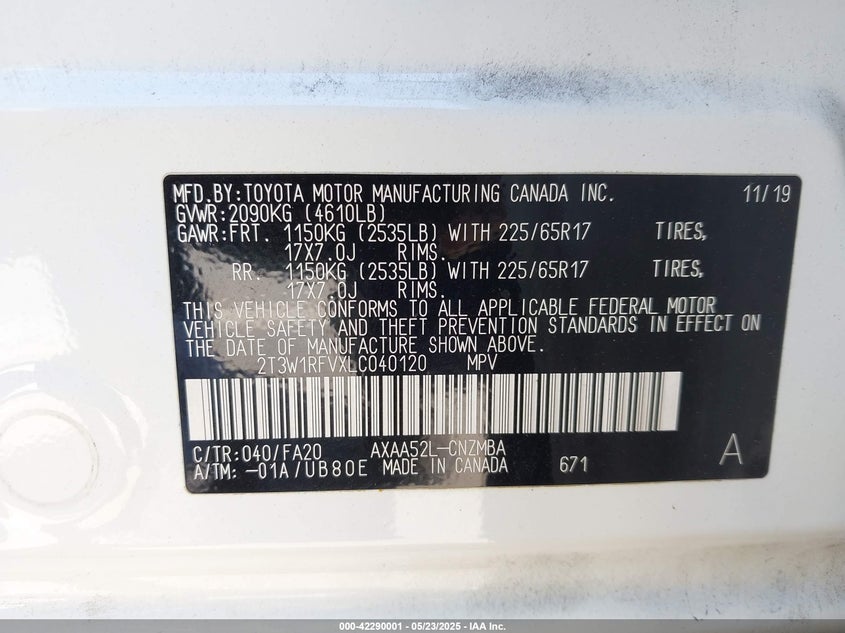 MFD.BY:TOYOTA MOTOR MANUFACTURING CANADA INC. 11/19
GVWR:2090KG (4610LB)
GAWR:FRT. 1150KG (2535LB) WITH 225/65R17 TIRES,
17X7.0J RIMS.
RR. 1150KG (2535LB) WITH 225/65R17 TIRES,
17X7.0J RIMS.
THIS VEHICLE CONFORMS TO ALL APPLICABLE FEDERAL MOTOR
VEHICLE SAFETY AND THEFT PREVENTION STANDARDS IN EFFECT ON
THE DATE OF MANUFACTURE SHOWN ABOVE.
2T3W1RFVXLC040120 MPV
C/TR:040/FA20 AXAA52L-CNZMBA
A/TM: -01A/UB80E MADE IN CANADA 671 A
000-42290001 - 05/23/2025 - IAA Inc.